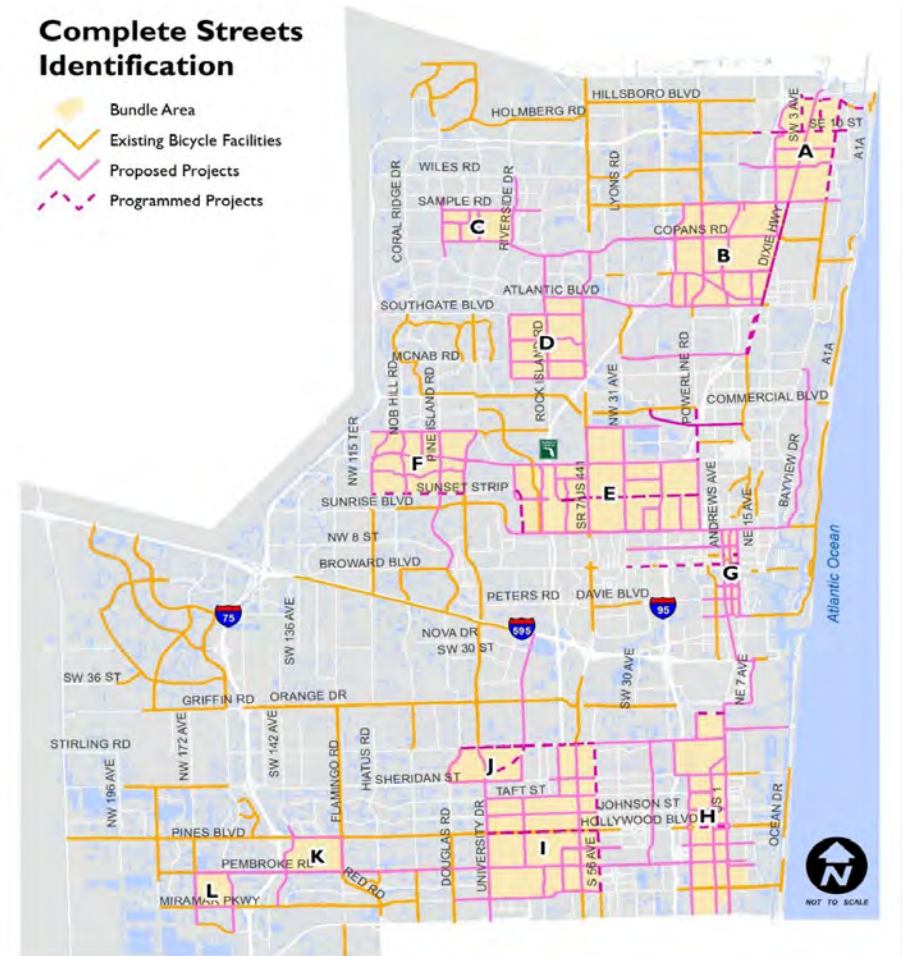 Complete Streets
Identification
Bundle Area
Existing Bicycle Facilities
Proposed Projects
Programmed Projects
HILLSBORO BLVD
HOLMBERG RD
SW 3 AVE
SE 10 ST
A
A1A
WILES RD
CORAL RIDGE DR
RIVERSIDE DR
LYONS RD
SAMPLE RD
C
COPANS RD
DIXIE HWY
B
ATLANTIC BLVD
SOUTHGATE BLVD
D
ROCK ISLAND RD
MCNAB RD
A1A
NOB HILL RD
PINE ISLAND RD
NW 31 AVE
POWERLINE RD
COMMERCIAL BLVD
NW 115 TER
F
BAYVIEW DR
SUNSET STRIP
SR 7/US 441
E
ANDREWS AVE
NE 15 AVE
SUNRISE BLVD
NW 8 ST
BROWARD BLVD
G
Atlantic Ocean
PETERS RD
DAVIE BLVD
75
595
95
SW 136 AVE
NOVA DR
SW 30 ST
SW 30 AVE
NE 7 AVE
SW 36 ST
GRIFFIN RD
ORANGE DR
STIRLING RD
NW 196 AVE
NW 172 AVE
SW 142 AVE
FLAMINGO RD
HIATUS RD
J
SHERIDAN ST
TAFT ST
JOHNSON ST
HOLLYWOOD BLVD
H
OCEAN DR
PINES BLVD
DOUGLAS RD
UNIVERSITY DR
I
S 56 AVE
K
PEMBROKE
RED RD
L
MIRAMAR PKWY
N
NOT TO SCALE